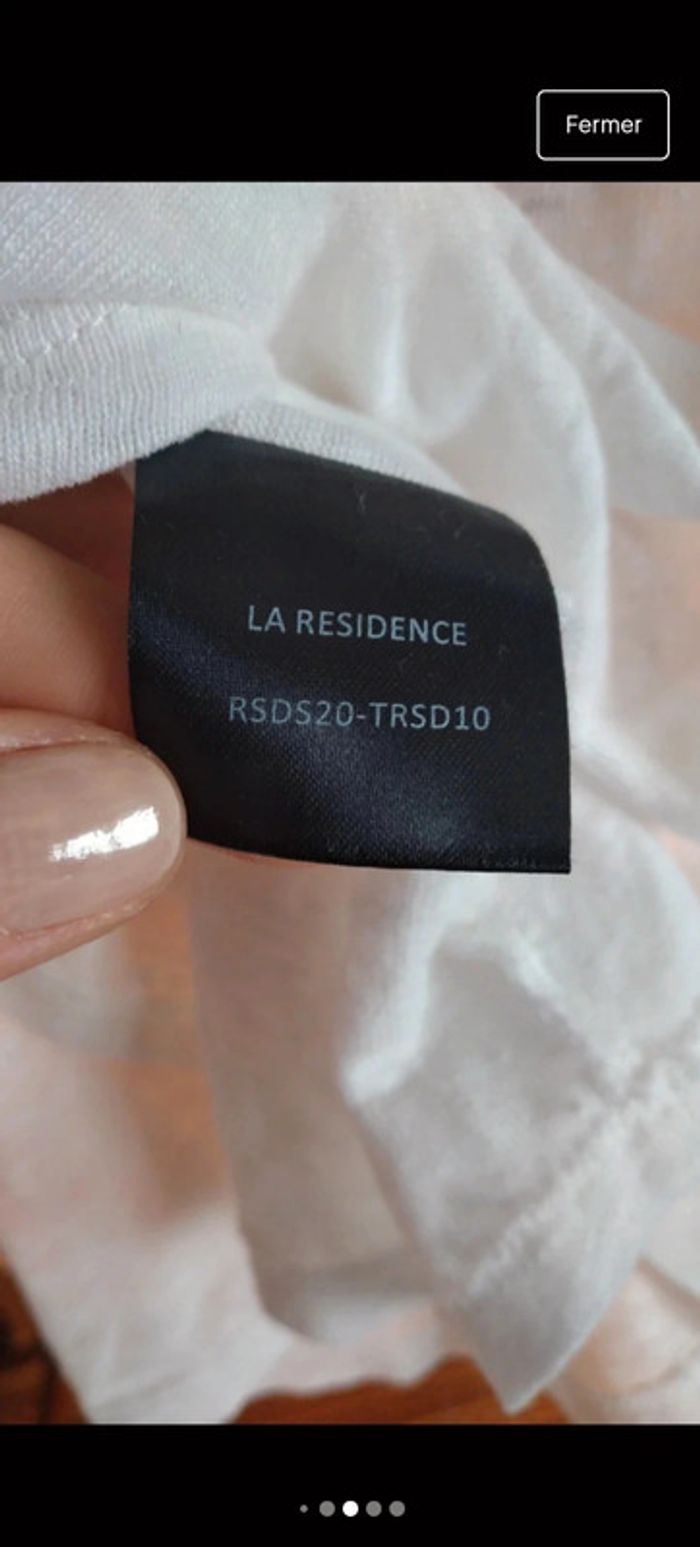 Fermer
LA RESIDENCE
RSDS20-TRSD10